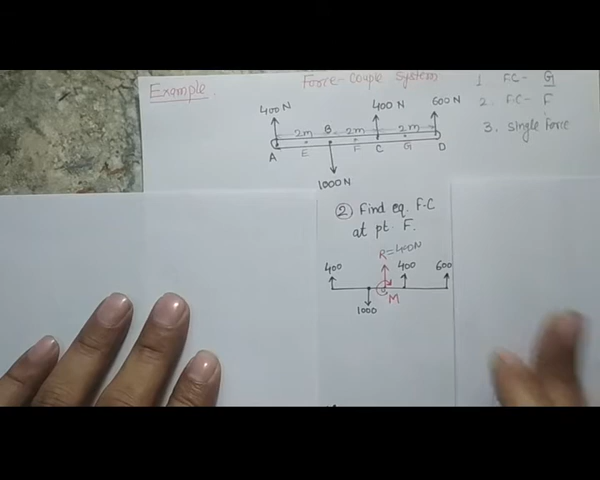 Example
Force-Couple System
1 F.C - G
2. F.C - F
3. Single Force
400 N
400 N
600 N
2m B 2m 2m
A E F C G D
1000 N
② Find eq. F.C
at pt. F.
R=400N
400 400 600
M
1000